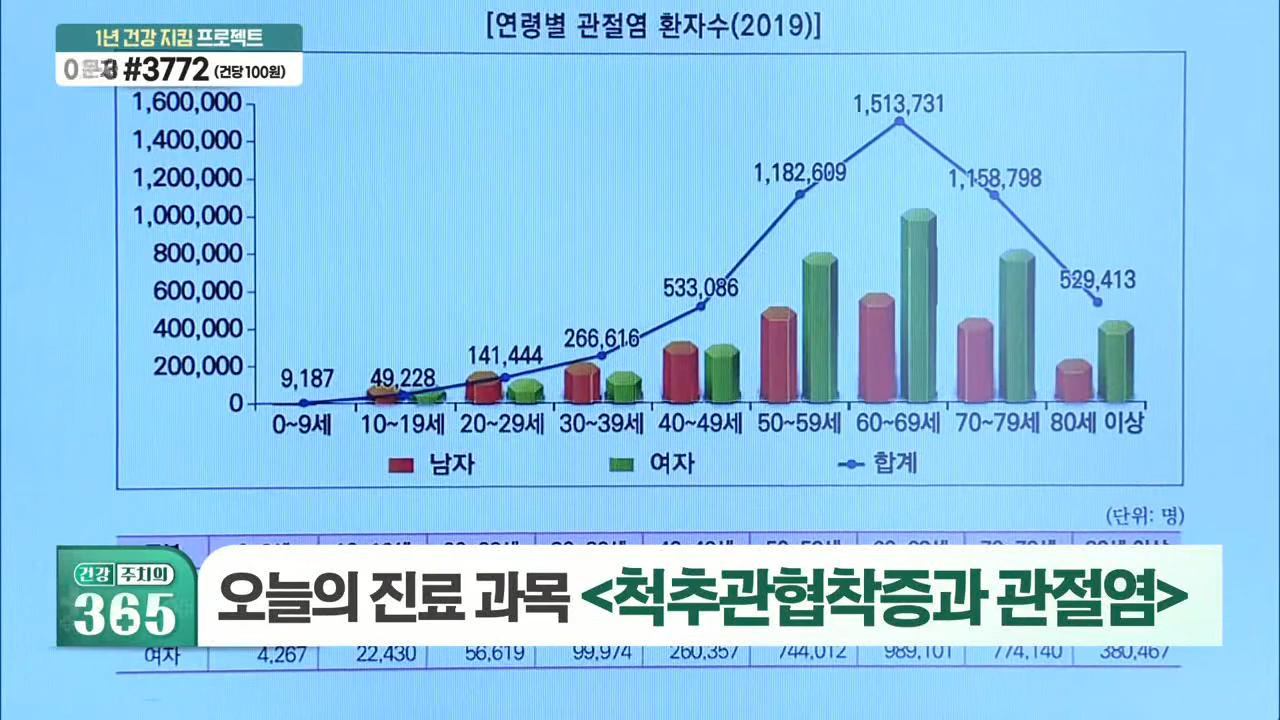 [연령별 관절염 환자수(2019)]
1년 건강 지킴 프로젝트
#3772 (건당 100원)
1,600,000
1,400,000
1,200,000
1,000,000
800,000
600,000
400,000
200,000
0
9,187
49,228
141,444
266,616
533,086
1,182,609
1,513,731
1,158,798
529,413
0~9세 10~19세 20~29세 30~39세 40~49세 50~59세 60~69세 70~79세 80세 이상
남자 여자 합계
(단위: 명)
건강 주치의
365
오늘의 진료 과목 <척추관협착증과 관절염>
여자 4,267 22,430 56,619 99,974 260,357 744,012 989,101 774,140 380,467